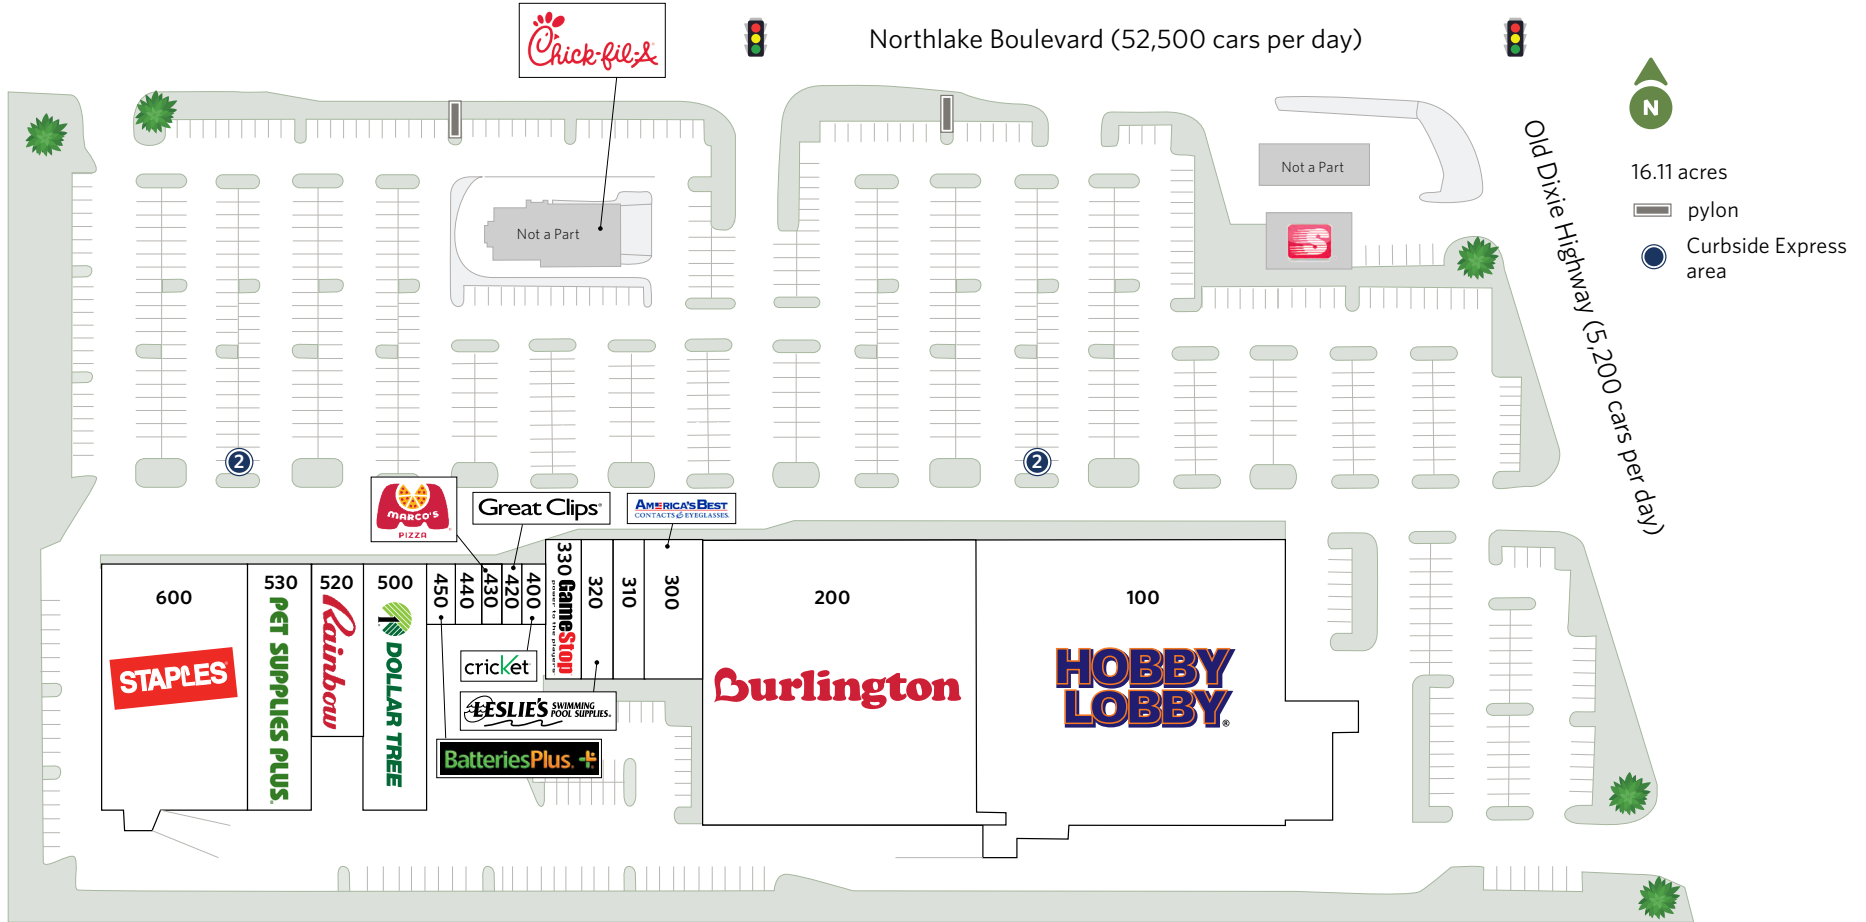 Chick-fil-A
Northlake Boulevard (52,500 cars per day)
N
Old Dixie Highway (5,200 cars per day)
16.11 acres
pylon
Curbside Express
area
Not a Part
Not a Part
S
2
2
MARCO'S
PIZZA
Great Clips®
AMERICA'S BEST
CONTACTS & EYEGLASSES.
600
STAPLES
530
PET SUPPLIES PLUS.
520
Rainbow
500
DOLLAR TREE
450
440
430
420
400
330
GameStop
power to the players
320
310
300
200
Burlington
100
HOBBY
LOBBY®
cricket
LESLIE'S SWIMMING
POOL SUPPLIES.
BatteriesPlus.